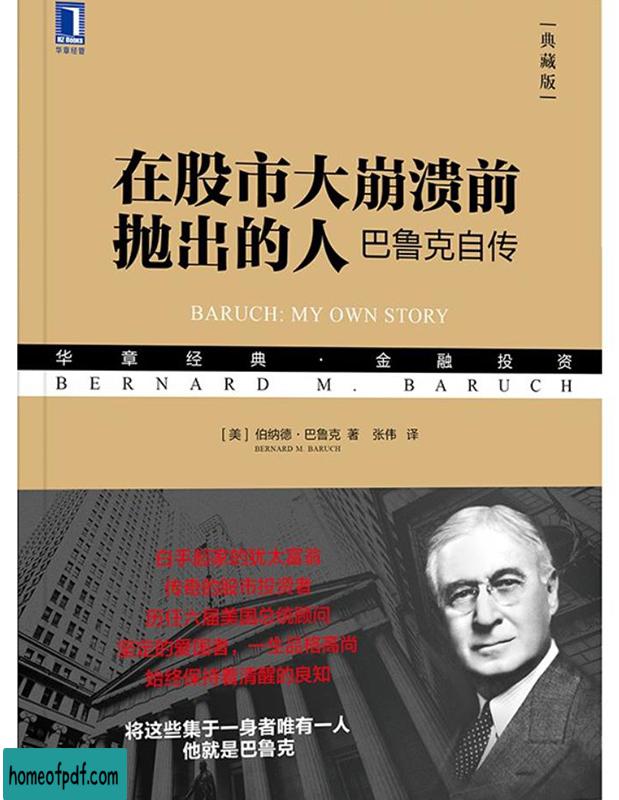 HZ Books
华章经管
典藏版
在股市大崩溃前
抛出的人 巴鲁克自传
BARUCH: MY OWN STORY
华章经典·金融投资
BERNARD M. BARUCH
[美] 伯纳德·巴鲁克 著 张伟 译
BERNARD M. BARUCH
白手起家的犹太富翁
传奇的股市投资者
历任六届美国总统顾问
坚定的爱国者，一生品格高尚
始终保持着清醒的良知
将这些集于一身者唯有一人
他就是巴鲁克
homeofpdf.com